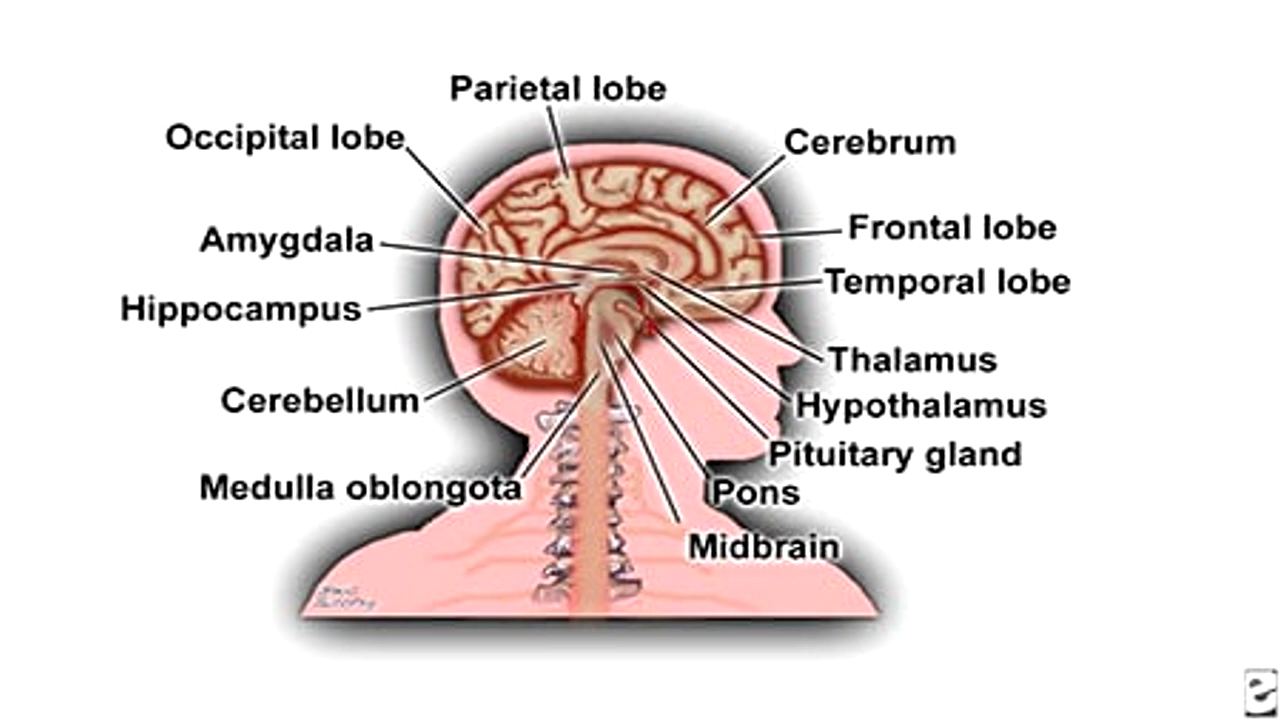 Parietal lobe
Occipital lobe
Cerebrum
Amygdala
Frontal lobe
Temporal lobe
Hippocampus
Thalamus
Cerebellum
Hypothalamus
Pituitary gland
Medulla oblongota
Pons
Midbrain
e